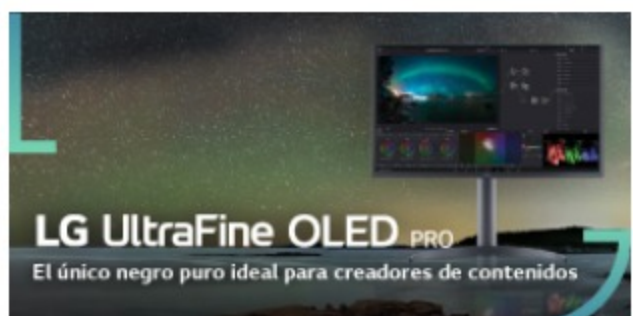 LG UltraFine OLED PRO
El único negro puro ideal para creadores de contenidos